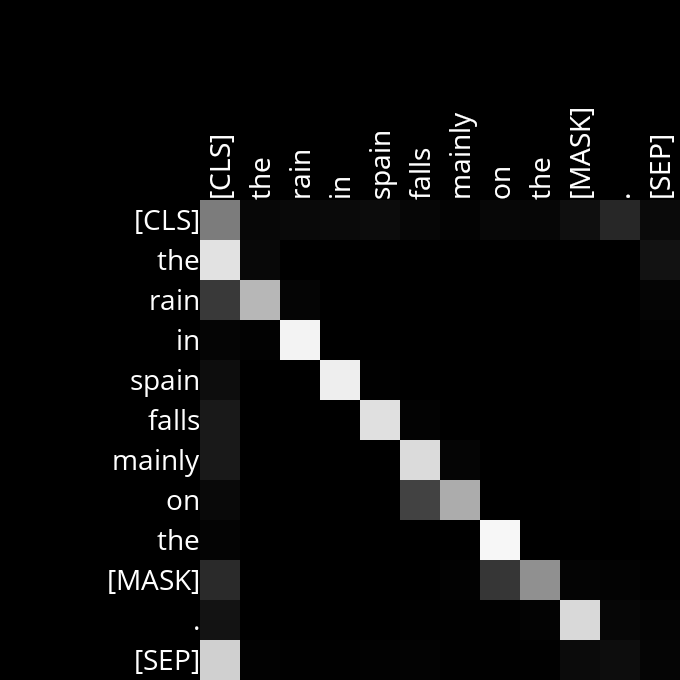 [CLS] the rain in spain falls mainly on the [MASK] . [SEP]
[CLS]
the
rain
in
spain
falls
mainly
on
the
[MASK]
.
[SEP]